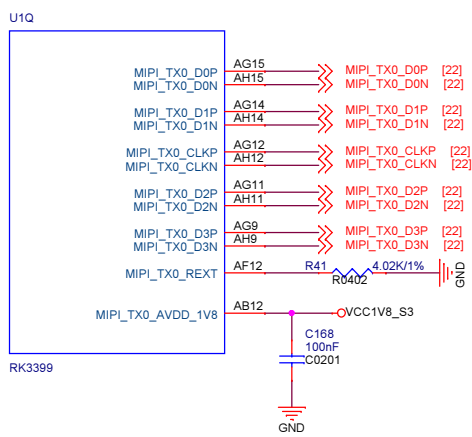 U1Q
MIPI_TX0_D0P AG15 MIPI_TX0_D0P [22]
MIPI_TX0_D0N AH15 MIPI_TX0_D0N [22]
MIPI_TX0_D1P AG14 MIPI_TX0_D1P [22]
MIPI_TX0_D1N AH14 MIPI_TX0_D1N [22]
MIPI_TX0_CLKP AG12 MIPI_TX0_CLKP [22]
MIPI_TX0_CLKN AH12 MIPI_TX0_CLKN [22]
MIPI_TX0_D2P AG11 MIPI_TX0_D2P [22]
MIPI_TX0_D2N AH11 MIPI_TX0_D2N [22]
MIPI_TX0_D3P AG9 MIPI_TX0_D3P [22]
MIPI_TX0_D3N AH9 MIPI_TX0_D3N [22]
MIPI_TX0_REXT AF12 R41 4.02K/1% GND
R0402
MIPI_TX0_AVDD_1V8 AB12 VCC1V8_S3
C168
100nF
C0201
RK3399
GND